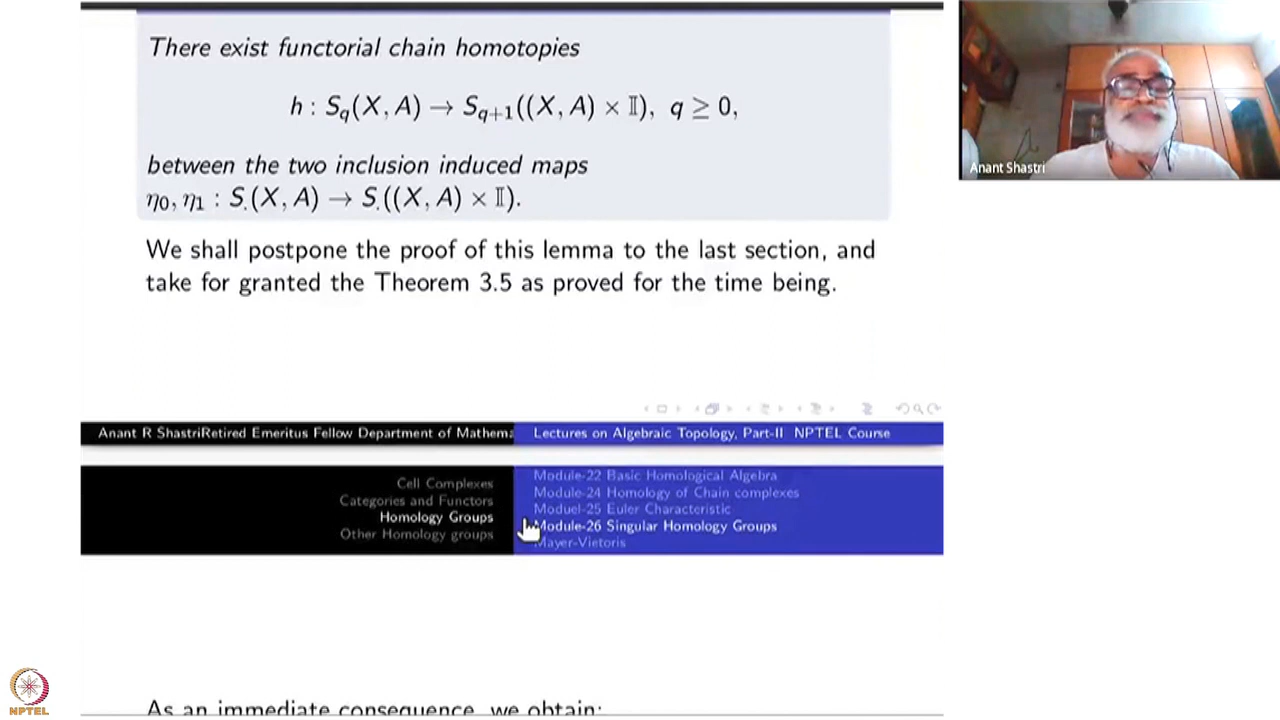 There exist functorial chain homotopies
h : S_q(X, A) → S_{q+1}((X, A) × 𝕀), q ≥ 0,
between the two inclusion induced maps
η₀, η₁ : S.(X, A) → S.((X, A) × 𝕀).
We shall postpone the proof of this lemma to the last section, and
take for granted the Theorem 3.5 as proved for the time being.
Anant R ShastriRetired Emeritus Fellow Department of Mathema
Lectures on Algebraic Topology, Part-II NPTEL Course
Cell Complexes
Categories and Functors
Homology Groups
Other Homology groups
Module-22 Basic Homological Algebra
Module-24 Homology of Chain complexes
Moduel-25 Euler Characteristic
Module-26 Singular Homology Groups
Mayer-Vietoris
As an immediate consequence, we obtain:
Anant Shastri
NPTEL